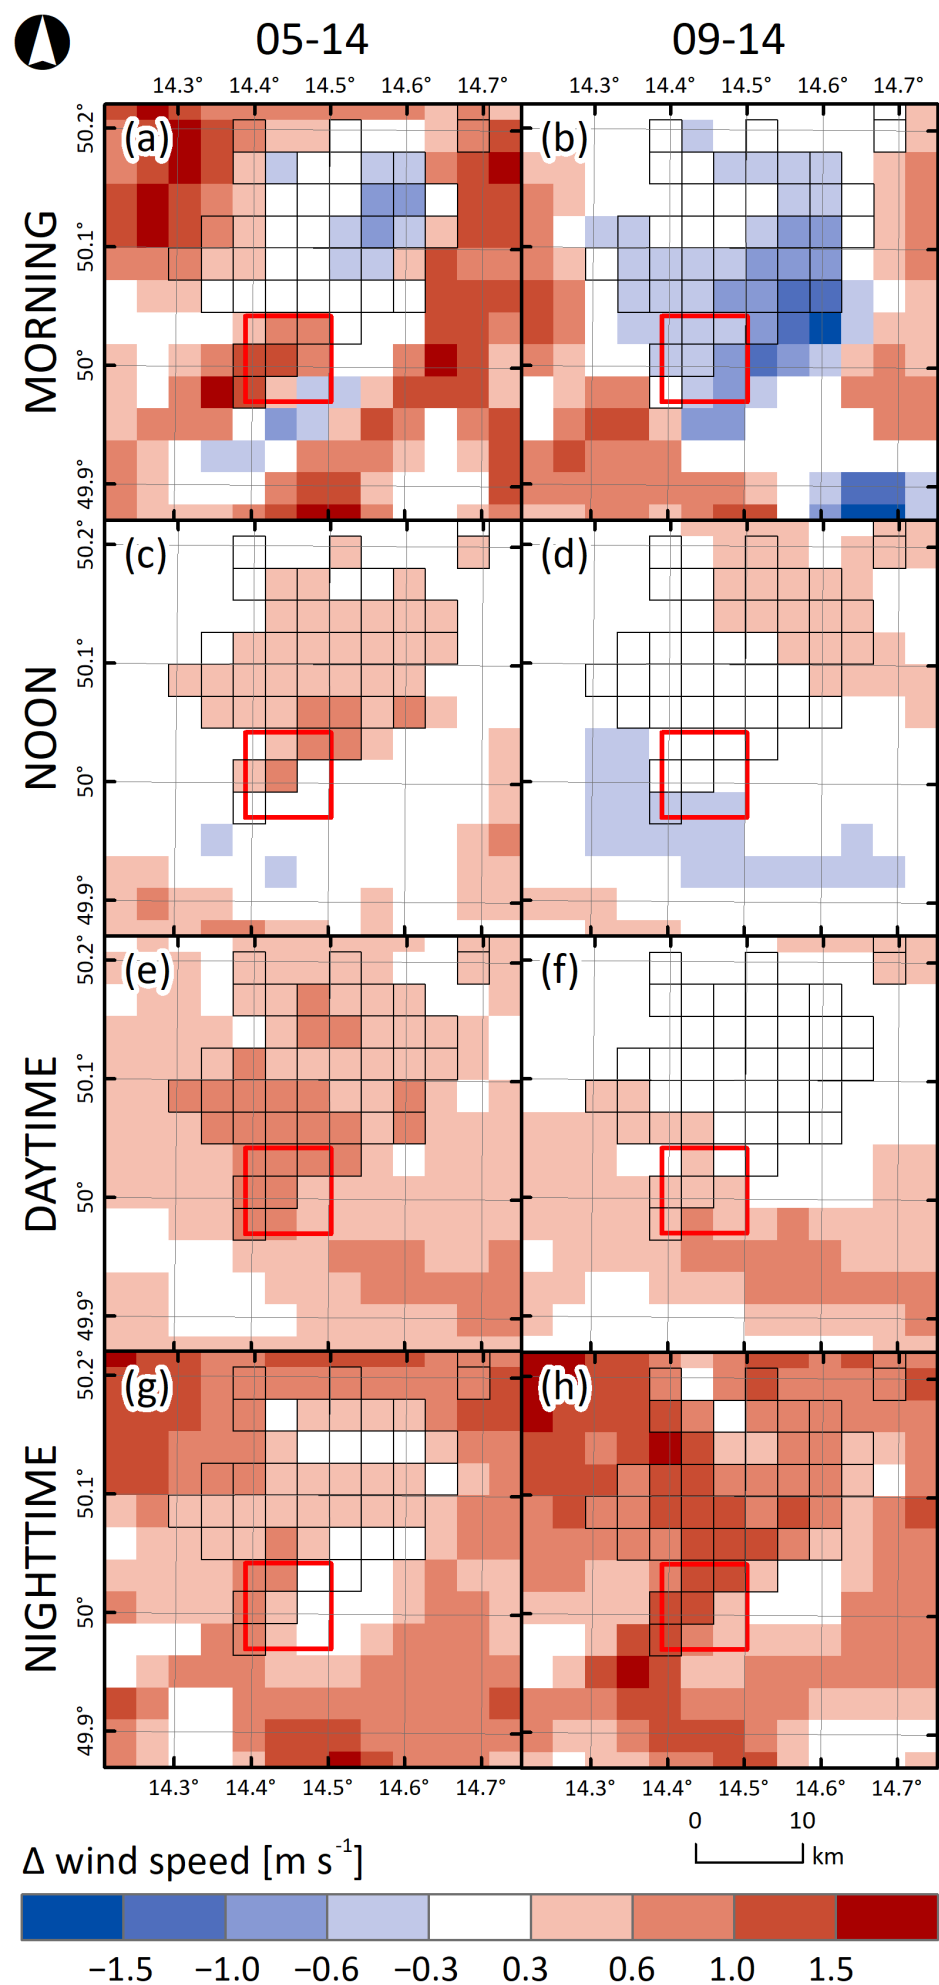 05-14 09-14
14.3° 14.4° 14.5° 14.6° 14.7° 14.3° 14.4° 14.5° 14.6° 14.7°
MORNING
50.2° 50.1° 50° 49.9°
(a) (b)
NOON
50.2° 50.1° 50° 49.9°
(c) (d)
DAYTIME
50.2° 50.1° 50° 49.9°
(e) (f)
NIGHTTIME
50.2° 50.1° 50° 49.9°
(g) (h)
14.3° 14.4° 14.5° 14.6° 14.7° 14.3° 14.4° 14.5° 14.6° 14.7°
0 10
km
Δ wind speed [m s⁻¹]
−1.5 −1.0 −0.6 −0.3 0.3 0.6 1.0 1.5